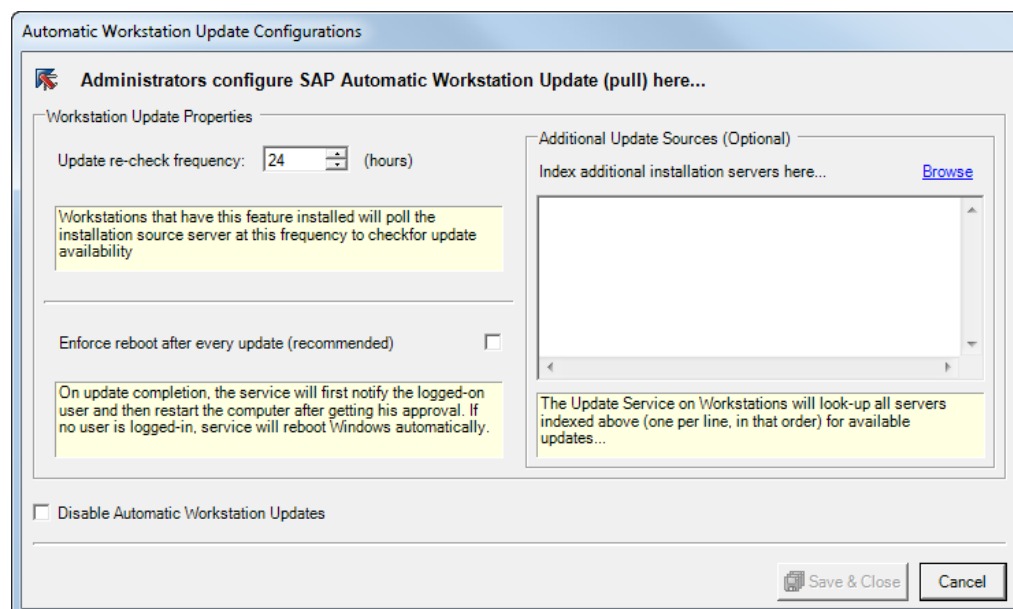 Automatic Workstation Update Configurations
Administrators configure SAP Automatic Workstation Update (pull) here...
Workstation Update Properties
Update re-check frequency: 24 (hours)
Workstations that have this feature installed will poll the
installation source server at this frequency to checkfor update
availability
Enforce reboot after every update (recommended)
On update completion, the service will first notify the logged-on
user and then restart the computer after getting his approval. If
no user is logged-in, service will reboot Windows automatically.
Additional Update Sources (Optional)
Index additional installation servers here... Browse
The Update Service on Workstations will look-up all servers
indexed above (one per line, in that order) for available
updates...
Disable Automatic Workstation Updates
Save & Close Cancel